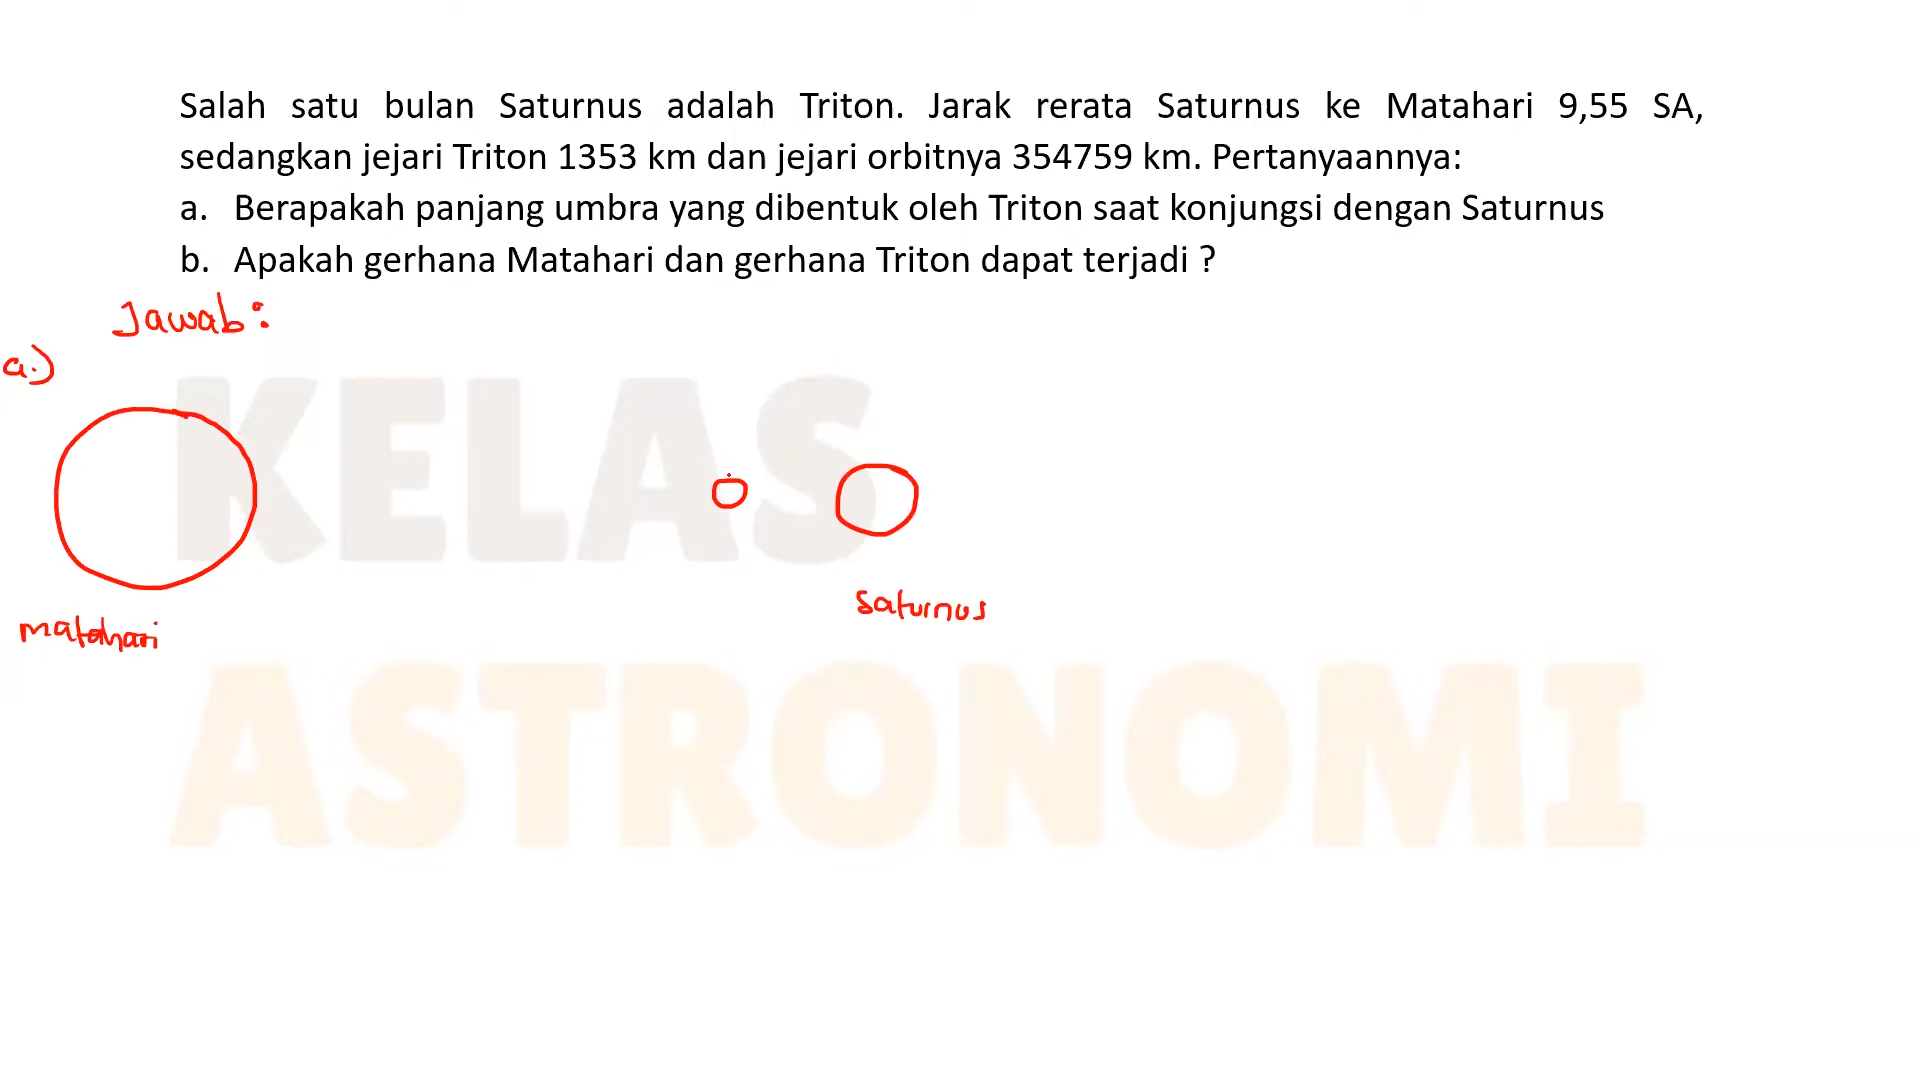 Salah satu bulan Saturnus adalah Triton. Jarak rerata Saturnus ke Matahari 9,55 SA,
sedangkan jejari Triton 1353 km dan jejari orbitnya 354759 km. Pertanyaannya:
a. Berapakah panjang umbra yang dibentuk oleh Triton saat konjungsi dengan Saturnus
b. Apakah gerhana Matahari dan gerhana Triton dapat terjadi ?
Jawab:
a.)
KELAS
saturnus
matahari
ASTRONOMI